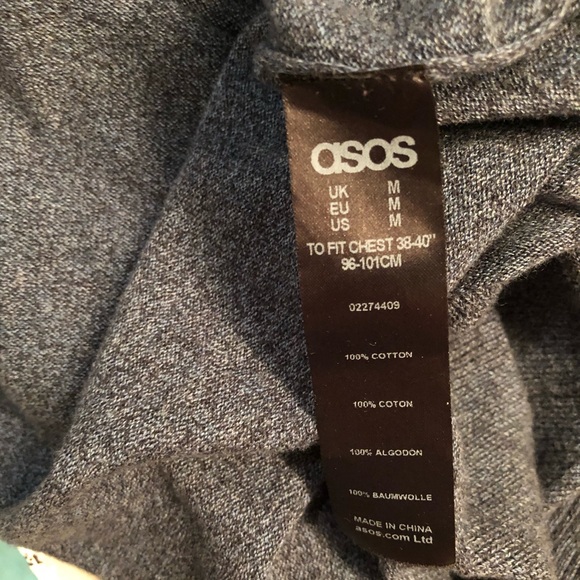 asos
UK M
EU M
US M
TO FIT CHEST 38-40"
96-101CM
02274409
100% COTTON
100% COTON
100% ALGODON
100% BAUMWOLLE
MADE IN CHINA
asos.com Ltd